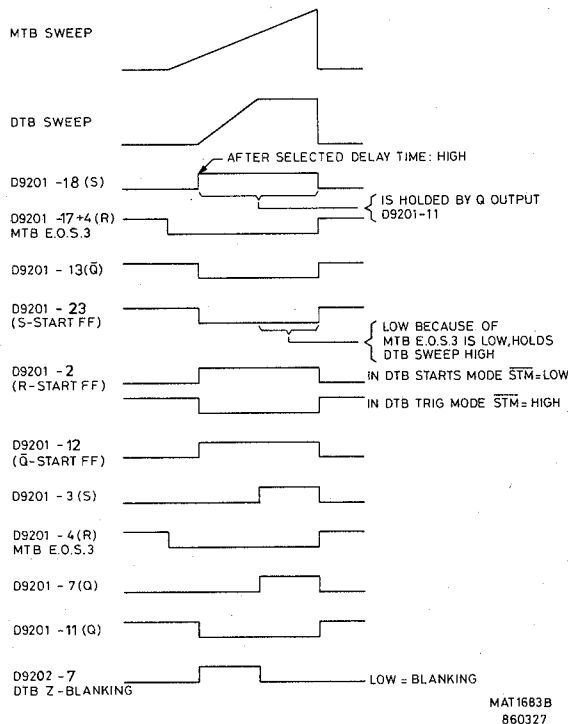 MTB SWEEP
DTB SWEEP
AFTER SELECTED DELAY TIME: HIGH
D9201 -18 (S)
IS HOLDED BY Q OUTPUT
D9201-11
D9201 -17+4 (R)
MTB E.O.S.3
D9201 - 13(Q̅)
D9201 - 23
(S-START FF)
LOW BECAUSE OF
MTB E.O.S.3 IS LOW, HOLDS
DTB SWEEP HIGH
D9201 -2
(R-START FF)
IN DTB STARTS MODE S̅T̅M̅=LOW
IN DTB TRIG MODE S̅T̅M̅= HIGH
D9201 -12
(Q̅-START FF)
D9201 -3 (S)
D9201 -4(R)
MTB E.O.S.3
D9201 -7(Q)
D9201 -11 (Q)
D9202 -7
DTB Z-BLANKING
LOW = BLANKING
MAT1683B
860327